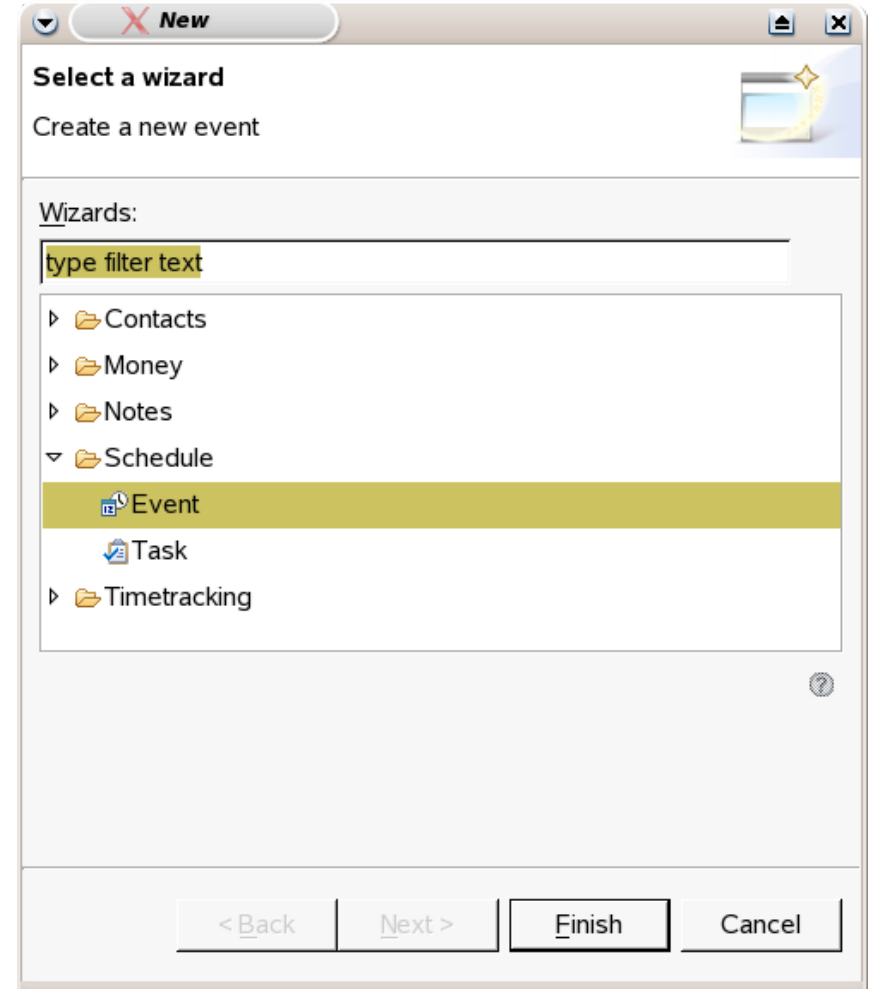 New
Select a wizard
Create a new event
Wizards:
type filter text
Contacts
Money
Notes
Schedule
Event
Task
Timetracking
< Back Next > Finish Cancel